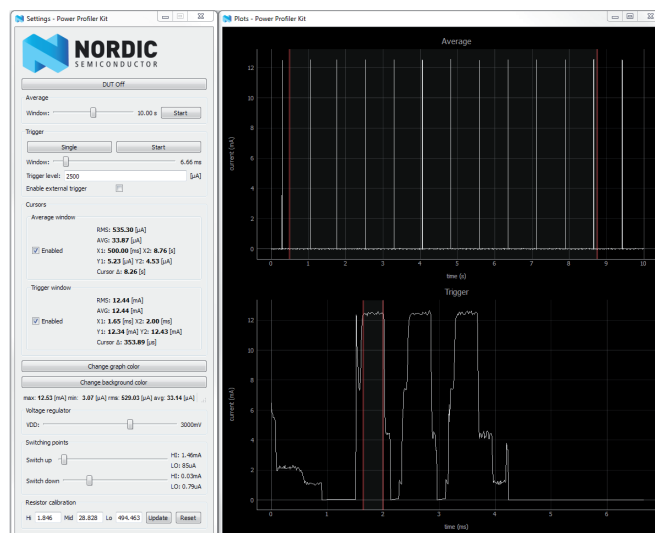 Settings - Power Profiler Kit
NORDIC
SEMICONDUCTOR
DUT Off
Average
Window: 10.00 s Start
Trigger
Single Start
Window: 6.66 ms
Trigger level: 2500 [µA]
Enable external trigger
Cursors
Average window
Enabled
RMS: 535.30 [µA]
AVG: 33.87 [µA]
X1: 500.00 [ms] X2: 8.76 [s]
Y1: 5.23 [µA] Y2: 4.53 [µA]
Cursor Δ: 8.26 [s]
Trigger window
Enabled
RMS: 12.44 [mA]
AVG: 12.44 [mA]
X1: 1.65 [ms] X2: 2.00 [ms]
Y1: 12.34 [mA] Y2: 12.43 [mA]
Cursor Δ: 353.89 [µs]
Change graph color
Change background color
max: 12.53 [mA] min: 3.07 [µA] rms: 529.03 [µA] avg: 33.14 [µA]
Voltage regulator
VDD: 3000mV
Switching points
Switch up HI: 1.46mA
LO: 85uA
Switch down HI: 0.03mA
LO: 0.79uA
Resistor calibration
Hi 1.846 Mid 28.828 Lo 494.463 Update Reset
Plots - Power Profiler Kit
Average
current (mA)
12
10
8
6
4
2
0
0 1 2 3 4 5 6 7 8 9 10
time (s)
Trigger
current (mA)
12
10
8
6
4
2
0
0 1 2 3 4 5 6
time (ms)